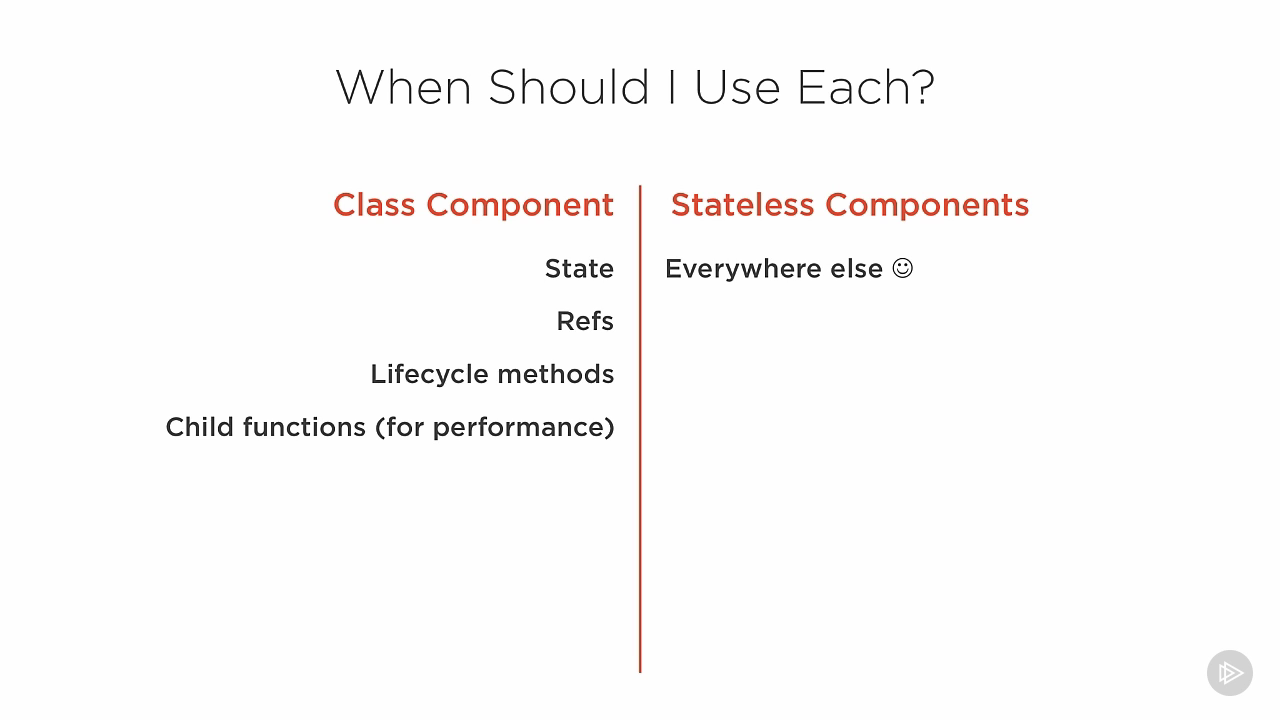 When Should I Use Each?
Class Component
State
Refs
Lifecycle methods
Child functions (for performance)
Stateless Components
Everywhere else ☺